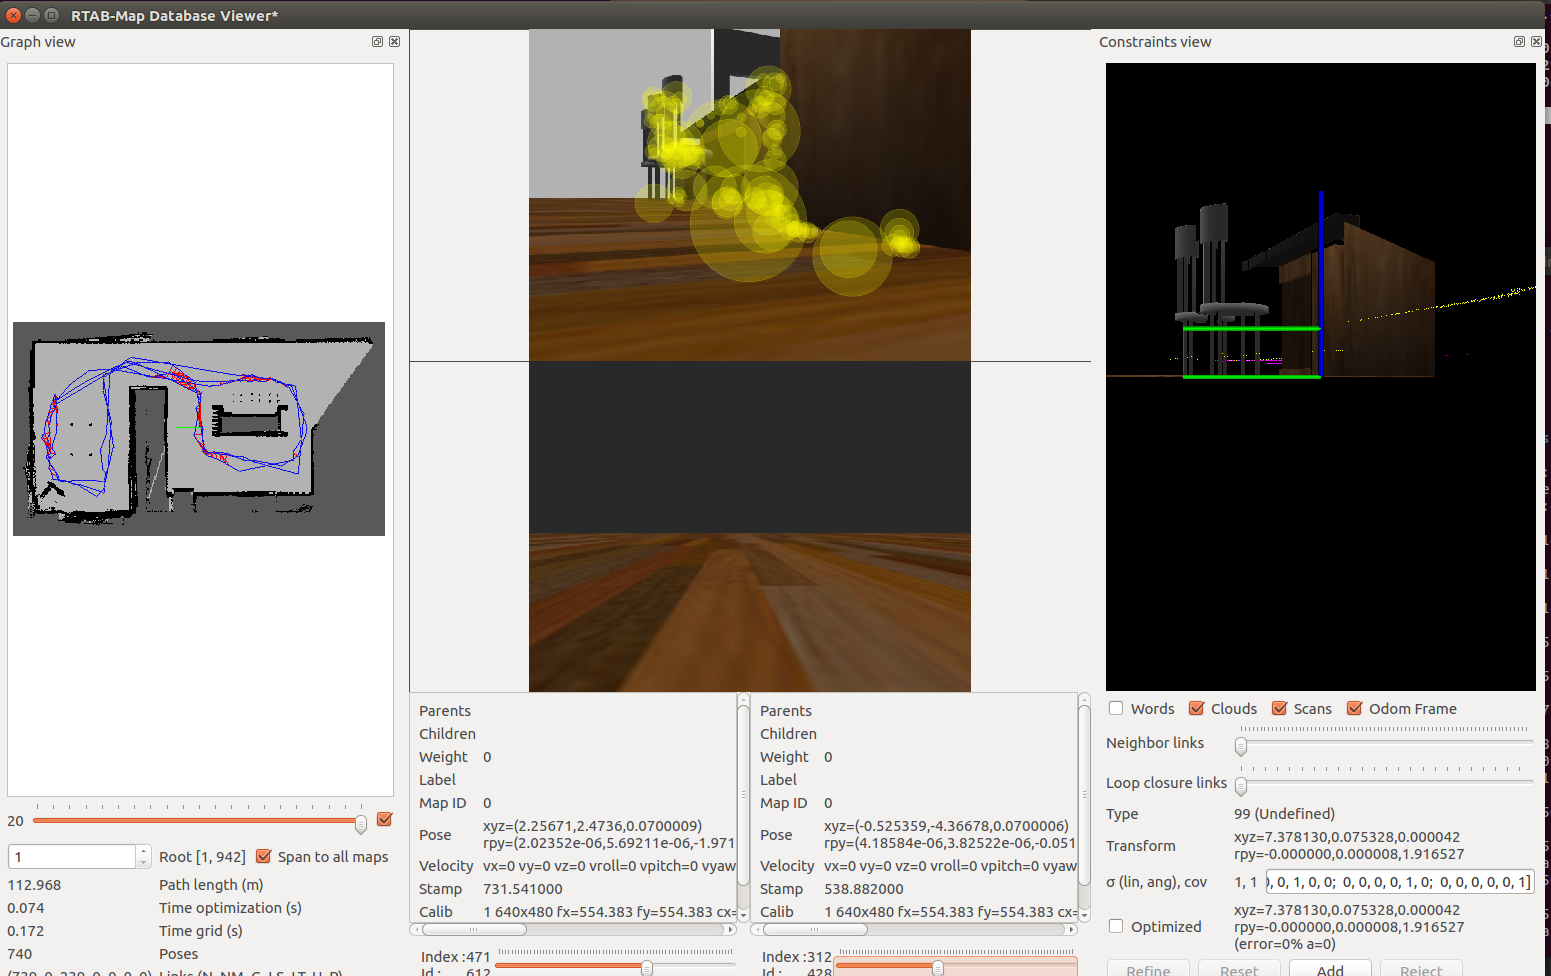 RTAB-Map Database Viewer*
Graph view
Constraints view
20
1
Root [1, 942]
Span to all maps
112.968 Path length (m)
0.074 Time optimization (s)
0.172 Time grid (s)
740 Poses
Parents
Children
Weight 0
Label
Map ID 0
Pose xyz=(2.25671,2.4736,0.0700009)
rpy=(2.02352e-06,5.69211e-06,-1.971
Velocity vx=0 vy=0 vz=0 vroll=0 vpitch=0 vyaw
Stamp 731.541000
Calib 1 640x480 fx=554.383 fy=554.383 cx=
Index :471
Id : 612
Parents
Children
Weight 0
Label
Map ID 0
Pose xyz=(-0.525359,-4.36678,0.0700006)
rpy=(4.18584e-06,3.82522e-06,-0.051
Velocity vx=0 vy=0 vz=0 vroll=0 vpitch=0 vyaw
Stamp 538.882000
Calib 1 640x480 fx=554.383 fy=554.383 cx=
Index :312
Id : 428
Words Clouds Scans Odom Frame
Neighbor links
Loop closure links
Type 99 (Undefined)
Transform xyz=7.378130,0.075328,0.000042
rpy=-0.000000,0.000008,1.916527
σ (lin, ang), cov 1, 1 0, 0, 1, 0, 0; 0, 0, 0, 0, 1, 0; 0, 0, 0, 0, 0, 1]
Optimized xyz=7.378130,0.075328,0.000042
rpy=-0.000000,0.000008,1.916527
(error=0% a=0)
Refine Reset Add Reject